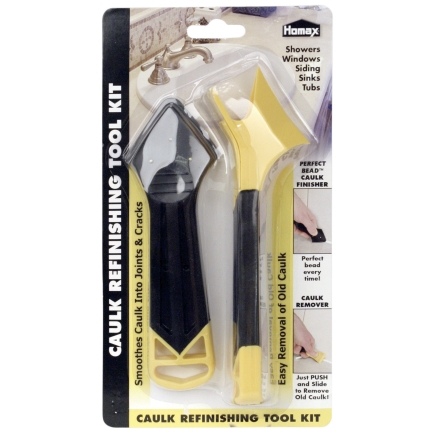 Homax
Showers
Windows
Siding
Sinks
Tubs
CAULK REFINISHING TOOL KIT
Smoothes Caulk Into Joints & Cracks
Easy Removal of Old Caulk
PERFECT
BEAD™
CAULK
FINISHER
Perfect
bead
every
time!
CAULK
REMOVER
Just PUSH
and Slide
to Remove
Old Caulk!
CAULK REFINISHING TOOL KIT